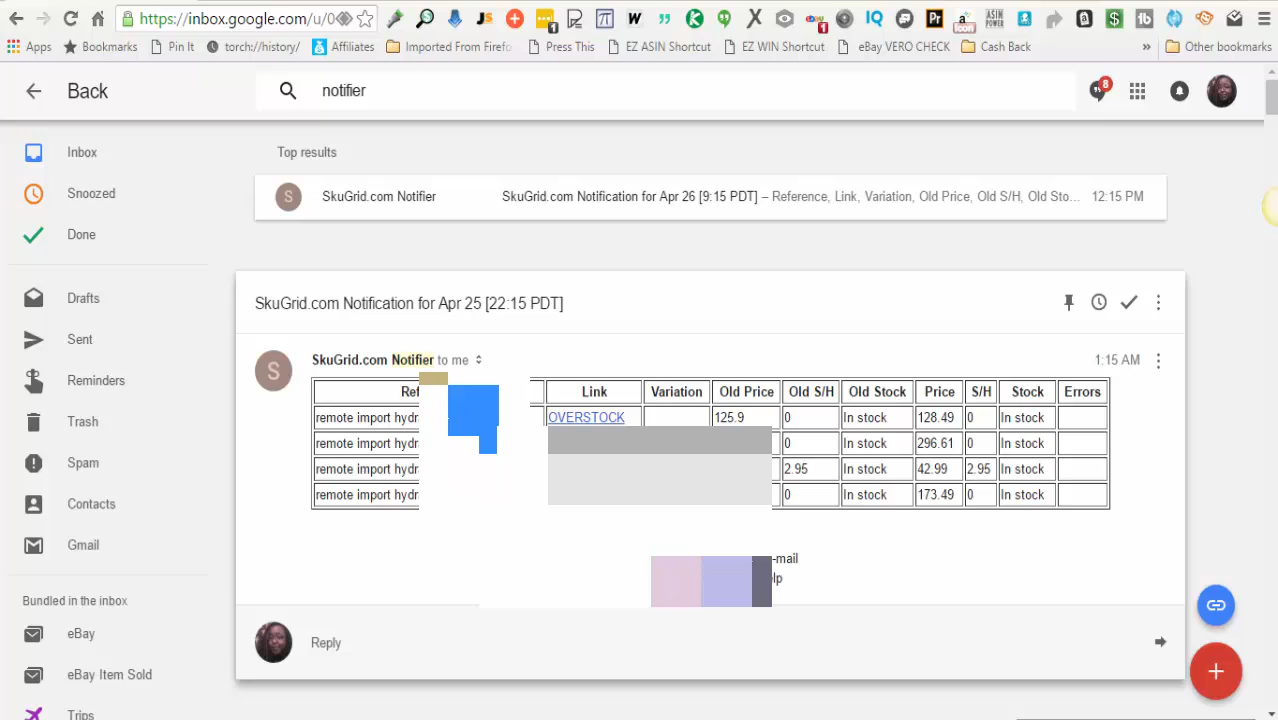 https://inbox.google.com/u/0
Apps Bookmarks Pin It torch://history/ Affiliates Imported From Firefo Press This EZ ASIN Shortcut EZ WIN Shortcut eBay VERO CHECK Cash Back » Other bookmarks
Back notifier 8
Inbox
Snoozed
Done
Drafts
Sent
Reminders
Trash
Spam
Contacts
Gmail
Bundled in the inbox
eBay
eBay Item Sold
Trips
Top results
S SkuGrid.com Notifier SkuGrid.com Notification for Apr 26 [9:15 PDT] – Reference, Link, Variation, Old Price, Old S/H, Old Sto... 12:15 PM
SkuGrid.com Notification for Apr 25 [22:15 PDT]
S SkuGrid.com Notifier to me 1:15 AM
Ref Link Variation Old Price Old S/H Old Stock Price S/H Stock Errors
remote import hydr OVERSTOCK 125.9 0 In stock 128.49 0 In stock
remote import hydr 0 In stock 296.61 0 In stock
remote import hydr 2.95 In stock 42.99 2.95 In stock
remote import hydr 0 In stock 173.49 0 In stock
-mail
elp
Reply